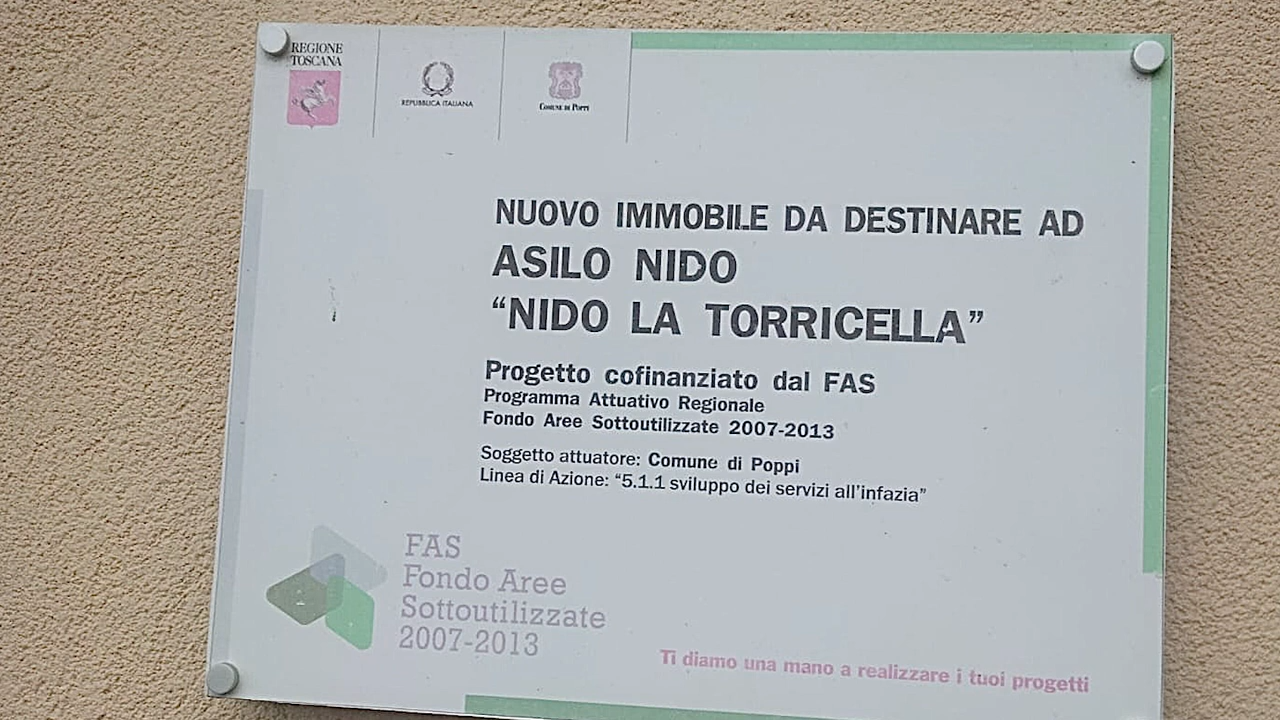 REGIONE
TOSCANA
REPUBBLICA ITALIANA
COMUNE DI POPPI
NUOVO IMMOBILE DA DESTINARE AD
ASILO NIDO
“NIDO LA TORRICELLA”
Progetto cofinanziato dal FAS
Programma Attuativo Regionale
Fondo Aree Sottoutilizzate 2007-2013
Soggetto attuatore: Comune di Poppi
Linea di Azione: “5.1.1 sviluppo dei servizi all'infazia”
FAS
Fondo Aree
Sottoutilizzate
2007-2013
Ti diamo una mano a realizzare i tuoi progetti